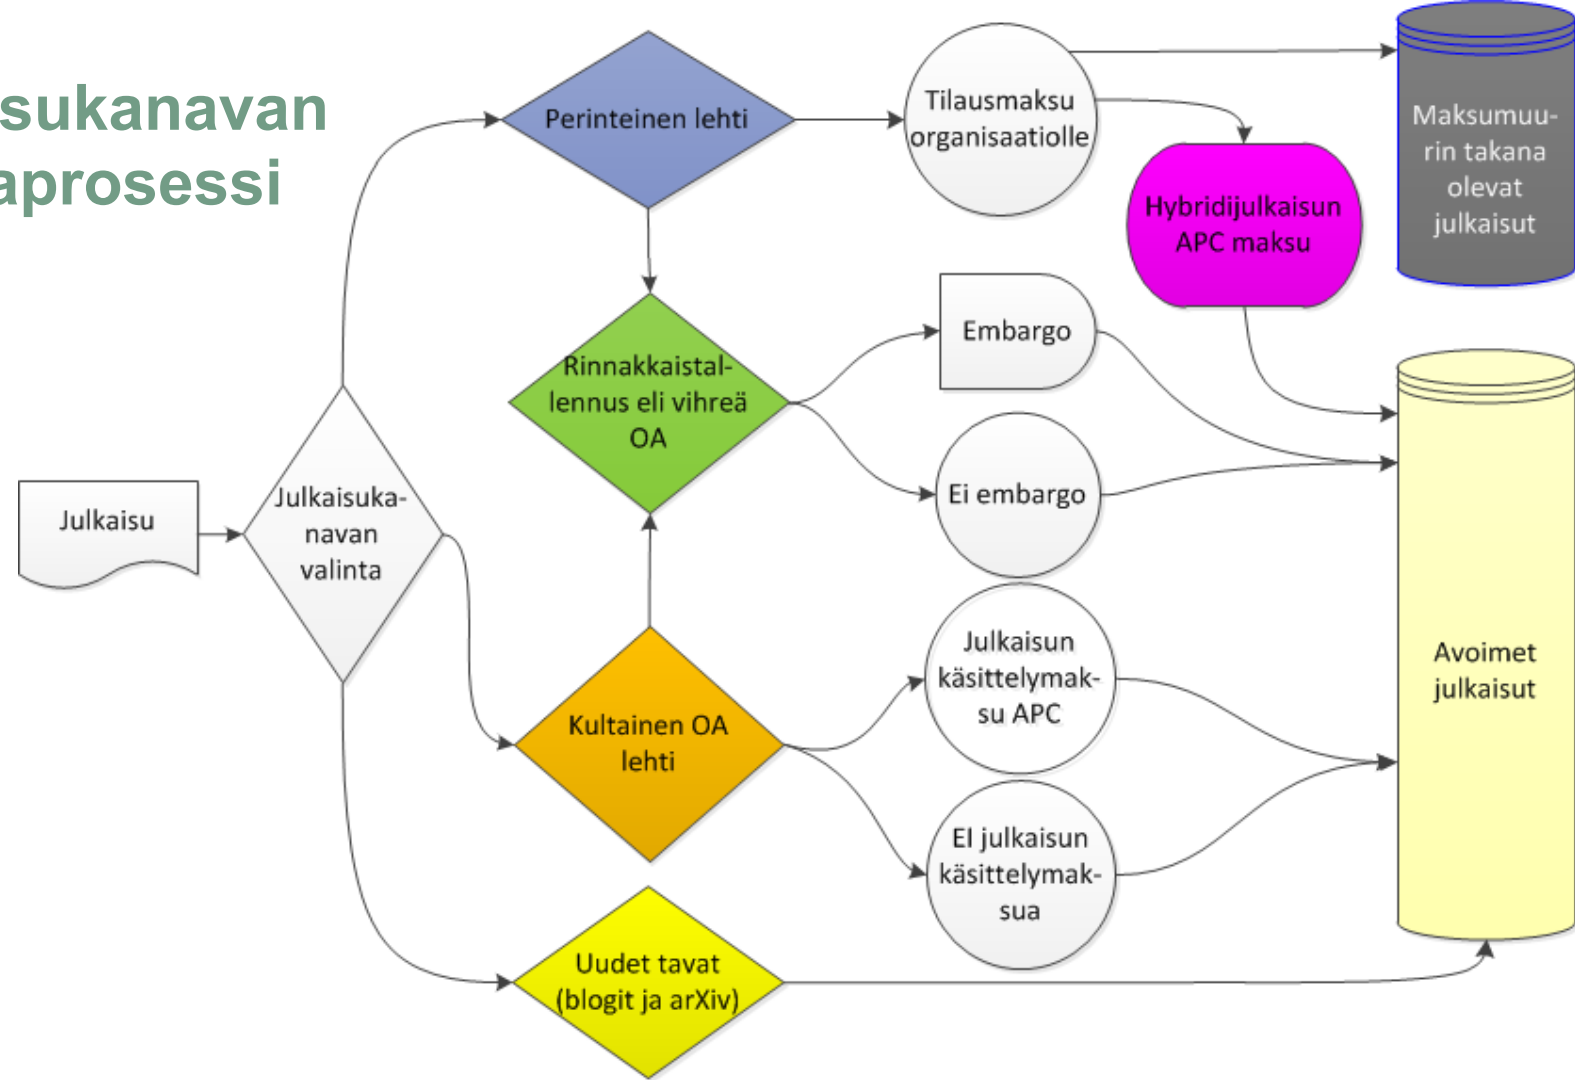 sukanavan
aprosessi
Perinteinen lehti
Tilausmaksu
organisaatiolle
Maksumuu-
rin takana
olevat
julkaisut
Hybridijulkaisun
APC maksu
Rinnakkaistal-
lennus eli vihreä
OA
Embargo
Ei embargo
Julkaisu
Julkaisuka-
navan
valinta
Kultainen OA
lehti
Julkaisun
käsittelymak-
su APC
EI julkaisun
käsittelymak-
sua
Avoimet
julkaisut
Uudet tavat
(blogit ja arXiv)